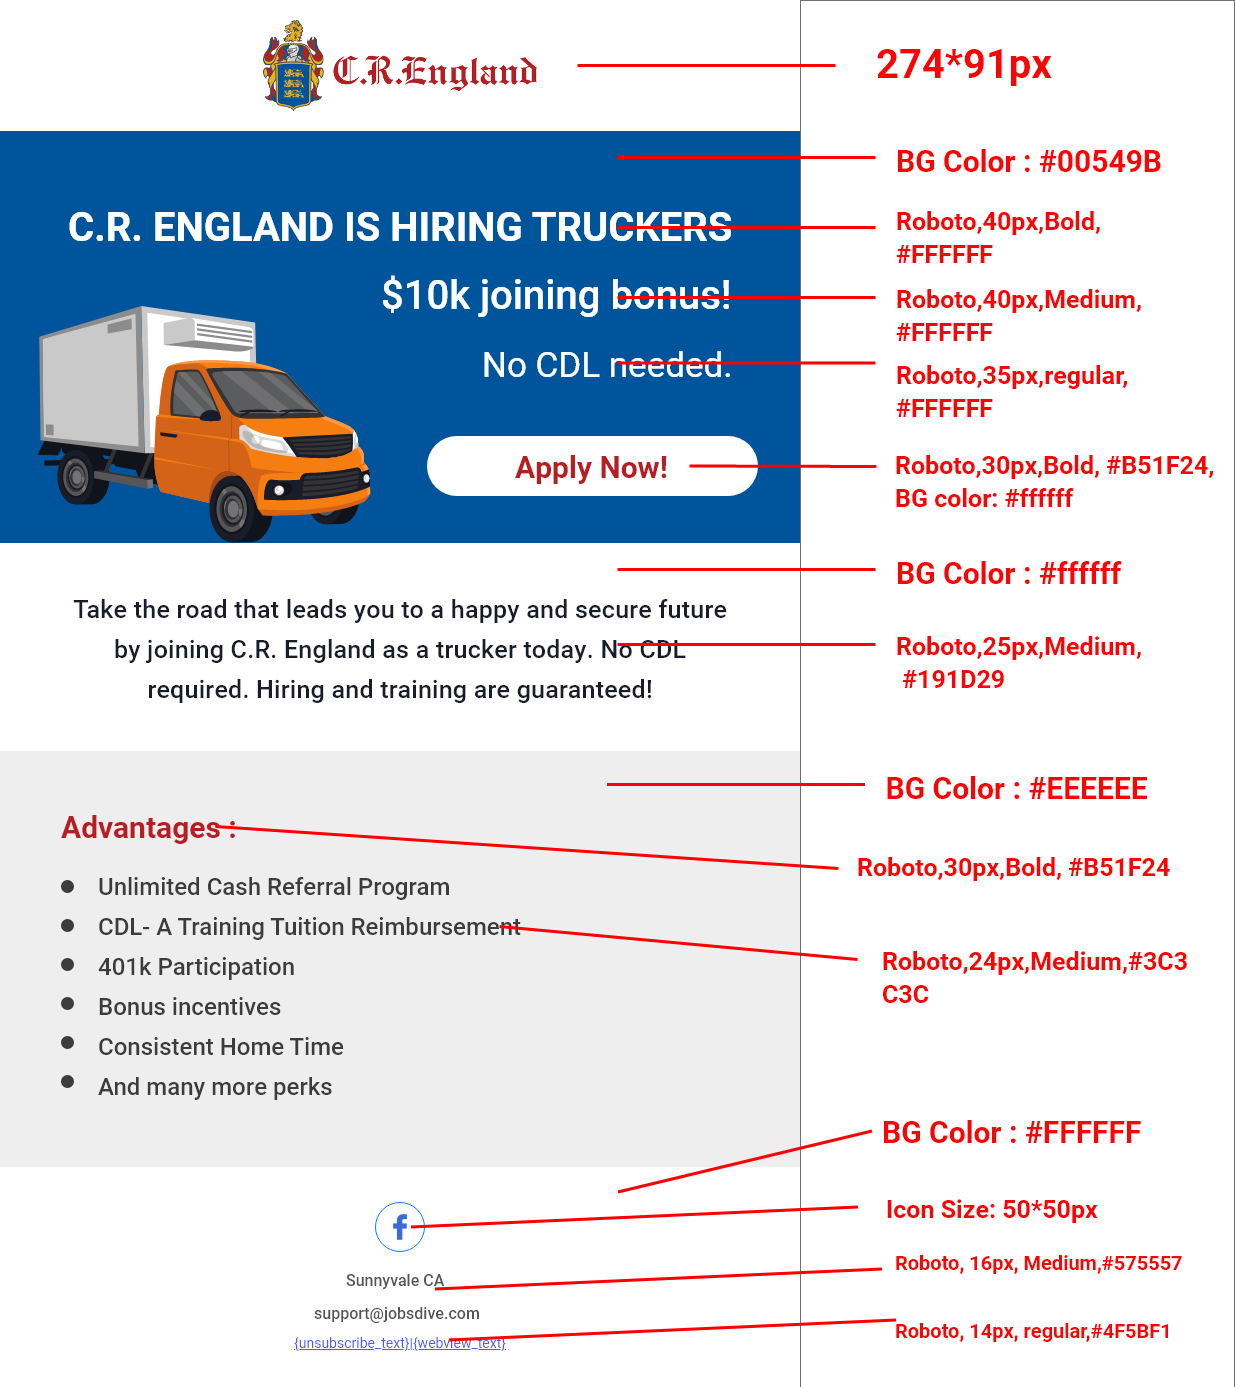 C.R.England
274*91px
BG Color : #00549B
C.R. ENGLAND IS HIRING TRUCKERS
Roboto,40px,Bold,
#FFFFFF
$10k joining bonus!
Roboto,40px,Medium,
#FFFFFF
No CDL needed.
Roboto,35px,regular,
#FFFFFF
Apply Now!
Roboto,30px,Bold, #B51F24,
BG color: #ffffff
BG Color : #ffffff
Take the road that leads you to a happy and secure future
by joining C.R. England as a trucker today. No CDL
required. Hiring and training are guaranteed!
Roboto,25px,Medium,
#191D29
BG Color : #EEEEEE
Advantages :
Roboto,30px,Bold, #B51F24
Unlimited Cash Referral Program
CDL- A Training Tuition Reimbursement
401k Participation
Bonus incentives
Consistent Home Time
And many more perks
Roboto,24px,Medium,#3C3
C3C
BG Color : #FFFFFF
Icon Size: 50*50px
Sunnyvale CA
Roboto, 16px, Medium,#575557
support@jobsdive.com
{unsubscribe_text}|{webview_text}
Roboto, 14px, regular,#4F5BF1